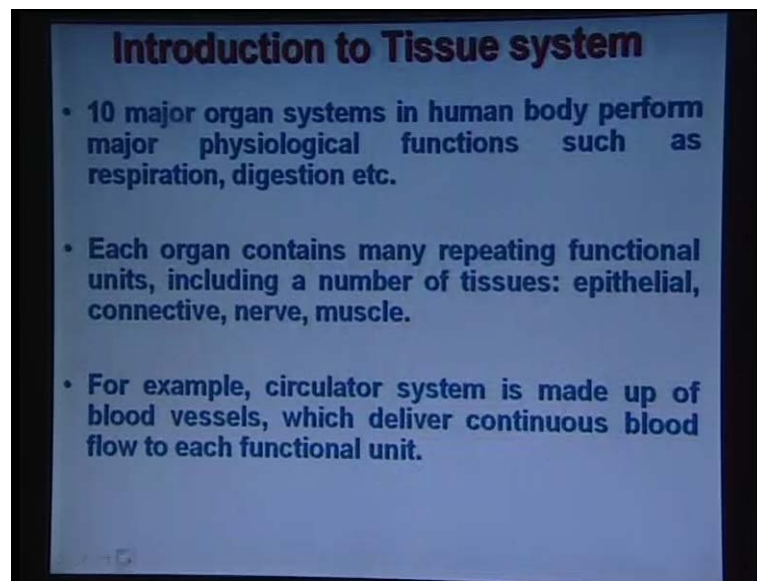 Introduction to Tissue system
• 10 major organ systems in human body perform
major physiological functions such as
respiration, digestion etc.
• Each organ contains many repeating functional
units, including a number of tissues: epithelial,
connective, nerve, muscle.
• For example, circulator system is made up of
blood vessels, which deliver continuous blood
flow to each functional unit.